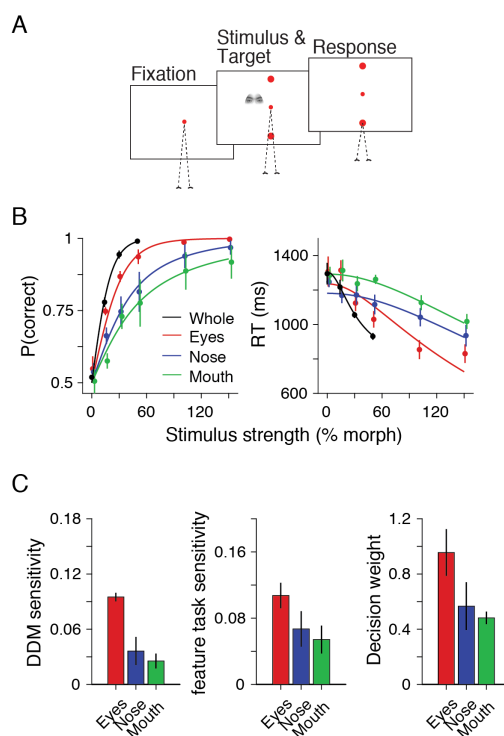 A
Fixation
Stimulus &
Target
Response
B
1
0.75
0.5
P(correct)
Whole
Eyes
Nose
Mouth
0 60 120
1400
1000
600
RT (ms)
0 60 120
Stimulus strength (% morph)
C
0.18
0.12
0.06
0
DDM sensitivity
Eyes
Nose
Mouth
0.16
0.08
0
feature task sensitivity
Eyes
Nose
Mouth
1.2
0.8
0.4
0
Decision weight
Eyes
Nose
Mouth